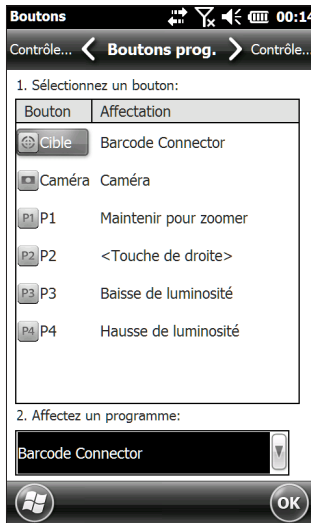 Boutons 00:14
Contrôle... Boutons prog. Contrôle...
1. Sélectionnez un bouton:
Bouton Affectation
Cible Barcode Connector
Caméra Caméra
P1 P1 Maintenir pour zoomer
P2 P2 <Touche de droite>
P3 P3 Baisse de luminosité
P4 P4 Hausse de luminosité
2. Affectez un programme:
Barcode Connector
OK